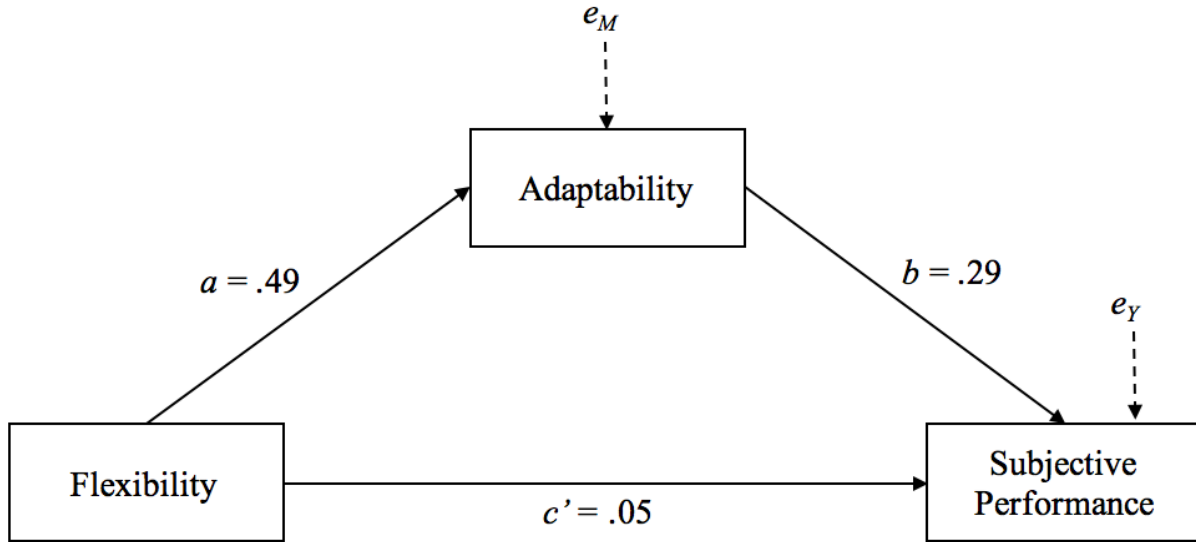 e_M
Adaptability
a = .49
b = .29
e_Y
Flexibility
c’ = .05
Subjective
Performance